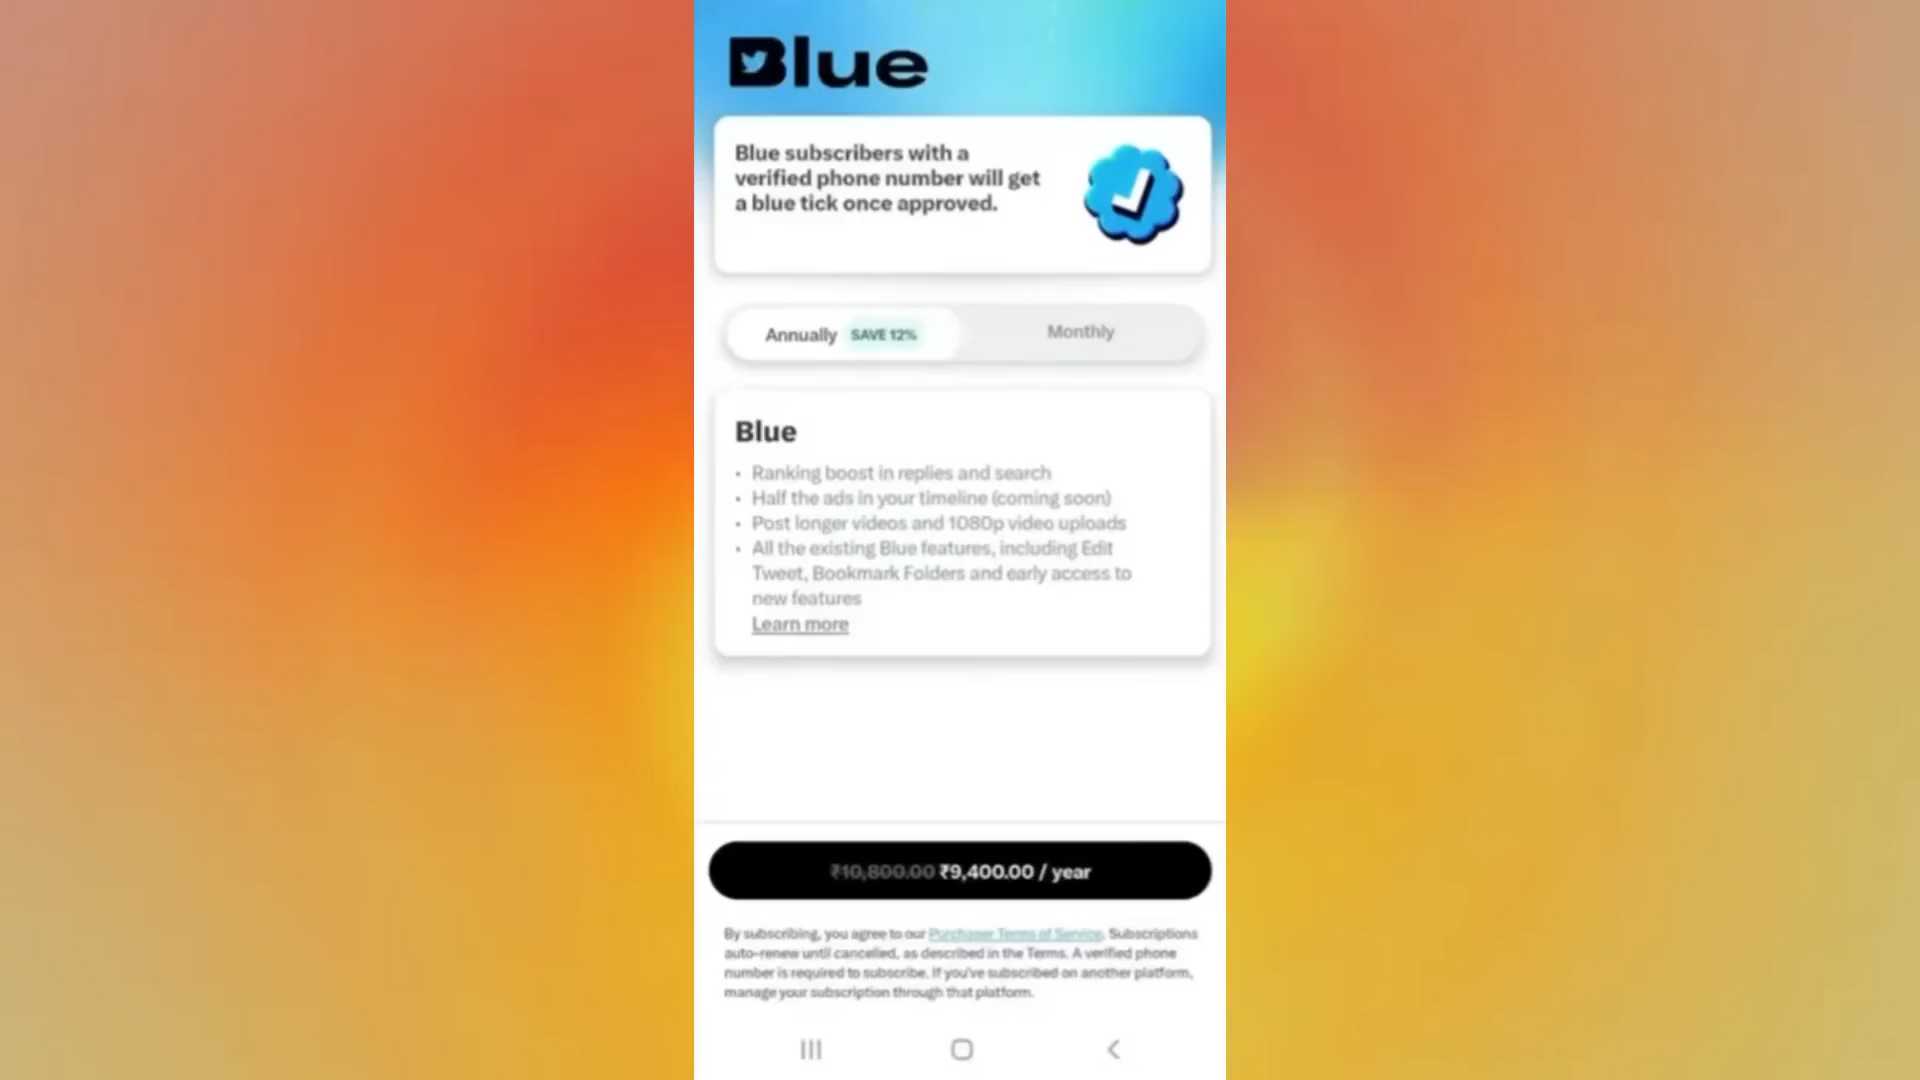 Blue
Blue subscribers with a
verified phone number will get
a blue tick once approved.
Annually SAVE 12% Monthly
Blue
• Ranking boost in replies and search
• Half the ads in your timeline (coming soon)
• Post longer videos and 1080p video uploads
• All the existing Blue features, including Edit
Tweet, Bookmark Folders and early access to
new features
Learn more
₹10,800.00 ₹9,400.00 / year
By subscribing, you agree to our Purchaser Terms of Service. Subscriptions
auto-renew until cancelled, as described in the Terms. A verified phone
number is required to subscribe. If you've subscribed on another platform,
manage your subscription through that platform.